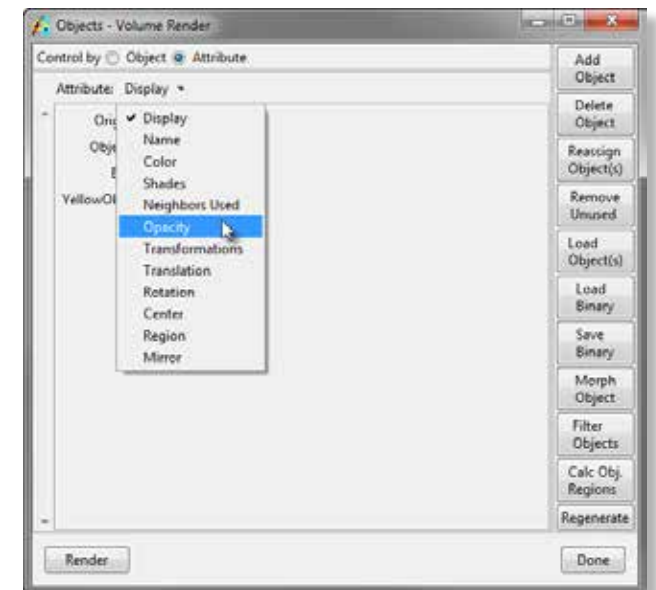 Objects - Volume Render
Control by Object Attribute
Attribute: Display
Display
Name
Color
Shades
Neighbors Used
Opacity
Transformations
Translation
Rotation
Center
Region
Mirror
Add
Object
Delete
Object
Reassign
Object(s)
Remove
Unused
Load
Object(s)
Load
Binary
Save
Binary
Morph
Object
Filter
Objects
Calc Obj.
Regions
Regenerate
Render
Done